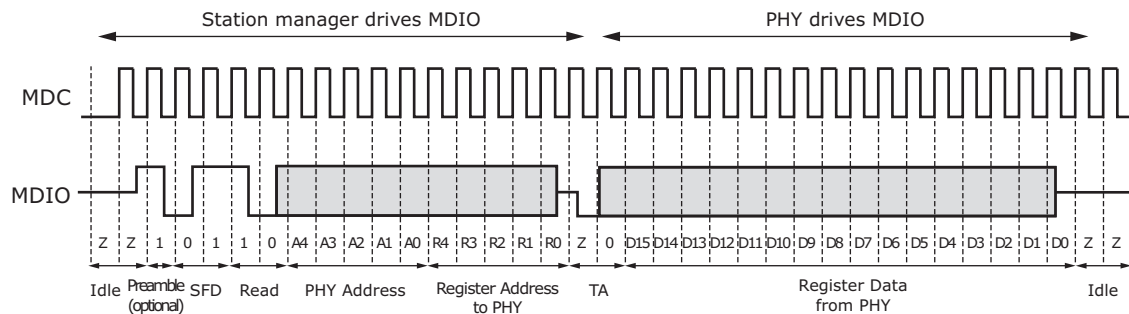 Station manager drives MDIO PHY drives MDIO
MDC
MDIO
Z Z 1 0 1 1 0 A4 A3 A2 A1 A0 R4 R3 R2 R1 R0 Z 0 D15 D14 D13 D12 D11 D10 D9 D8 D7 D6 D5 D4 D3 D2 D1 D0 Z Z
Idle Preamble SFD Read PHY Address Register Address TA Register Data Idle
(optional) to PHY from PHY